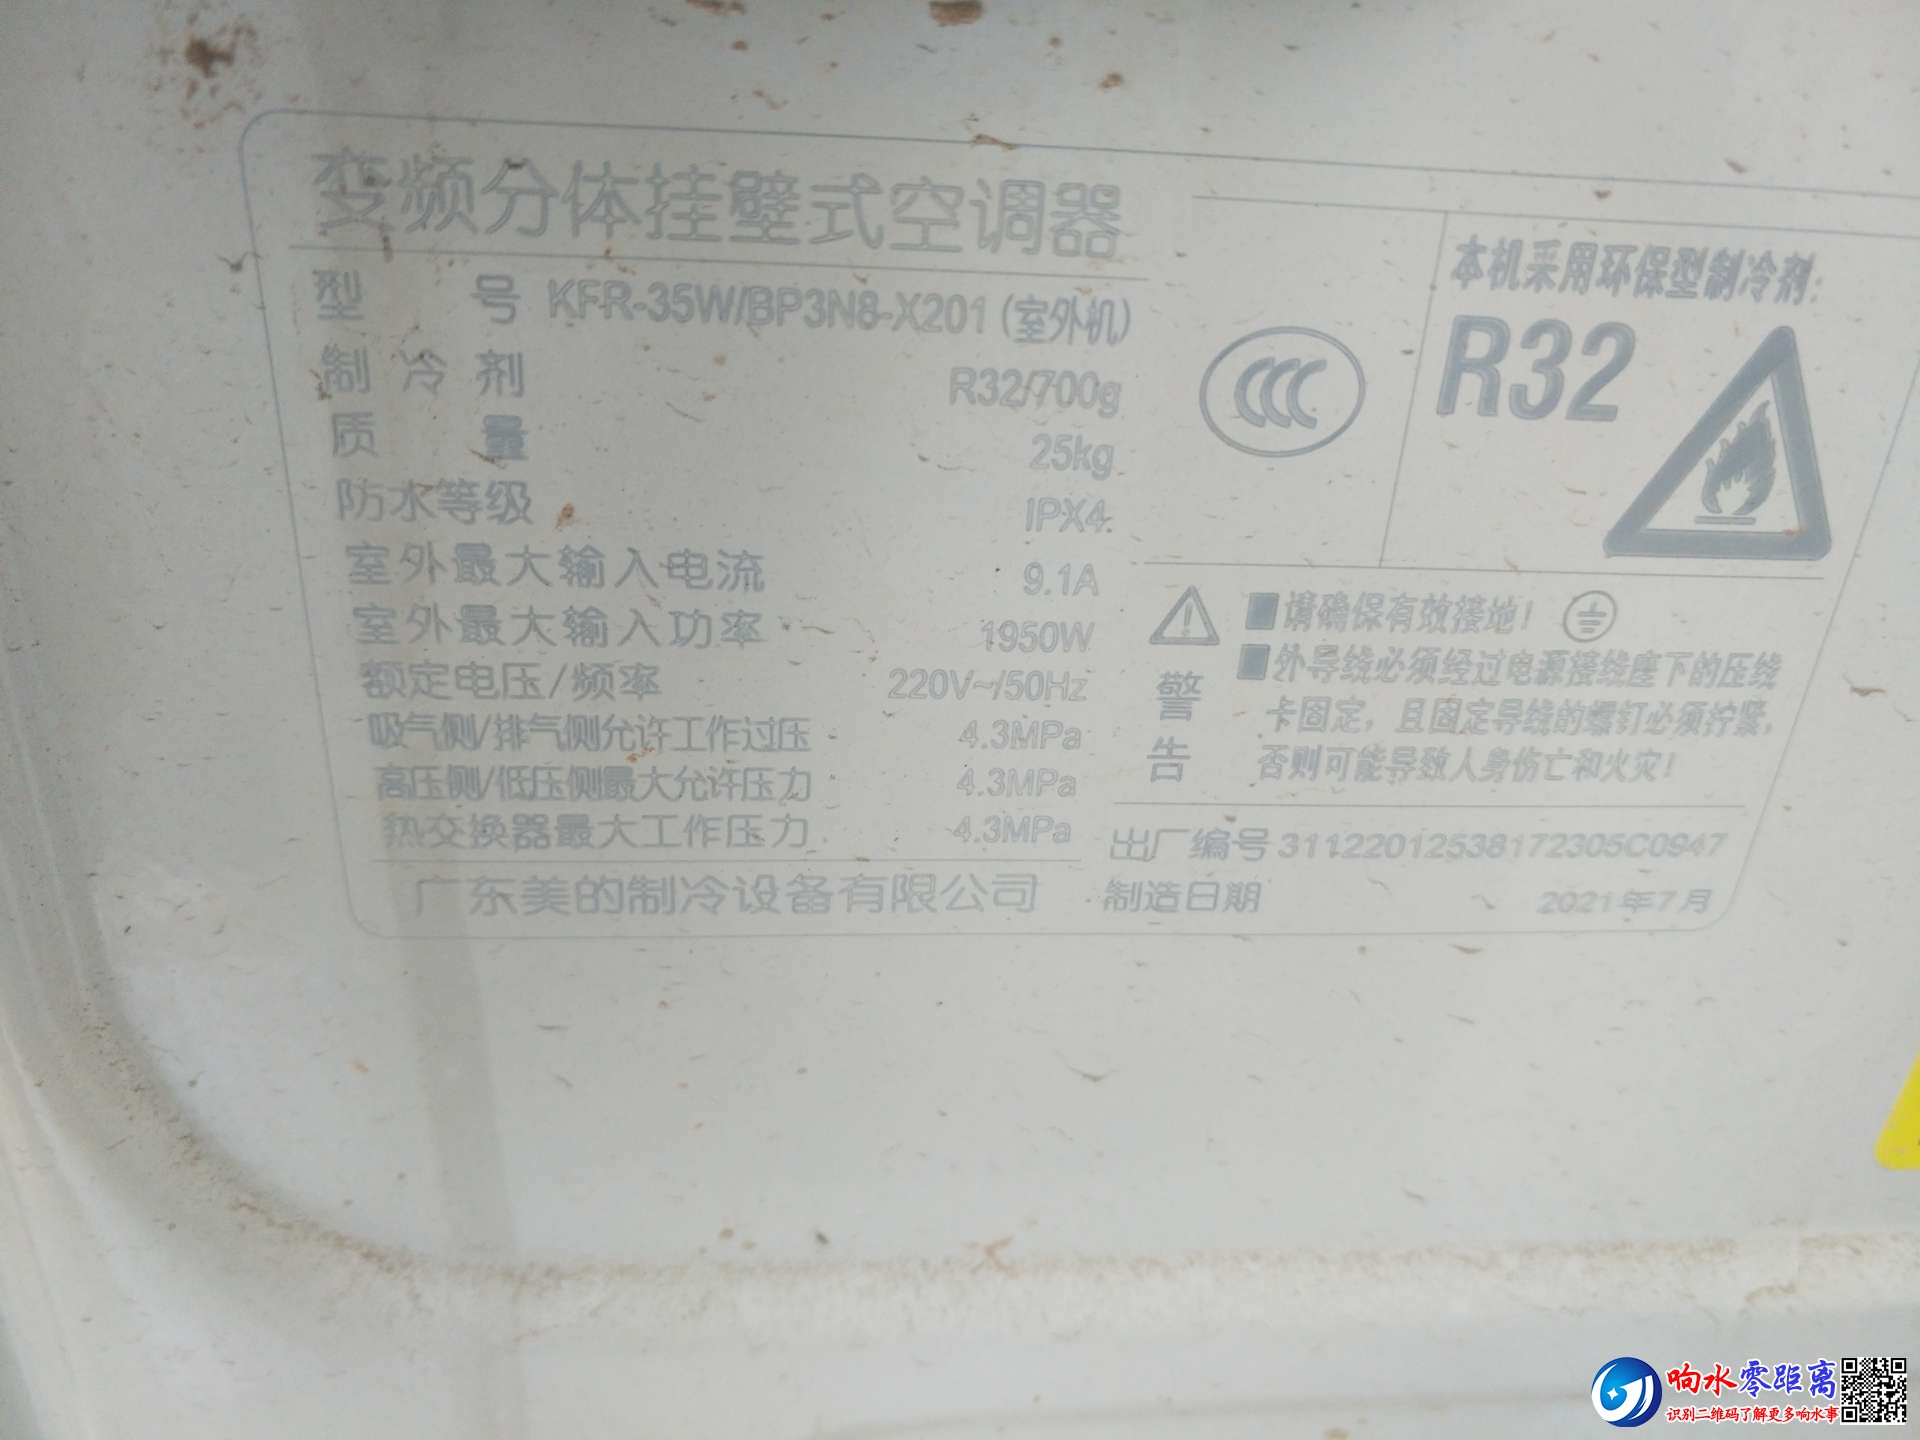 变频分体挂壁式空调器
型号 KFR-35W/BP3N8-X201(室外机)
制冷剂 R32/700g
质量 25kg
防水等级 IPX4
室外最大输入电流 9.1A
室外最大输入功率 1950W
额定电压/频率 220V~/50Hz
吸气侧/排气侧允许工作过压 4.3MPa
高压侧/低压侧最大允许压力 4.3MPa
热交换器最大工作压力 4.3MPa
广东美的制冷设备有限公司
CCC
本机采用环保型制冷剂:
R32
警告
■请确保有效接地!
■外导线必须经过电源接线座下的压线
卡固定,且固定导线的螺钉必须拧紧,
否则可能导致人身伤亡和火灾!
出厂编号 31122012538172305C0947
制造日期 2021年7月
响水零距离
识别二维码了解更多响水事